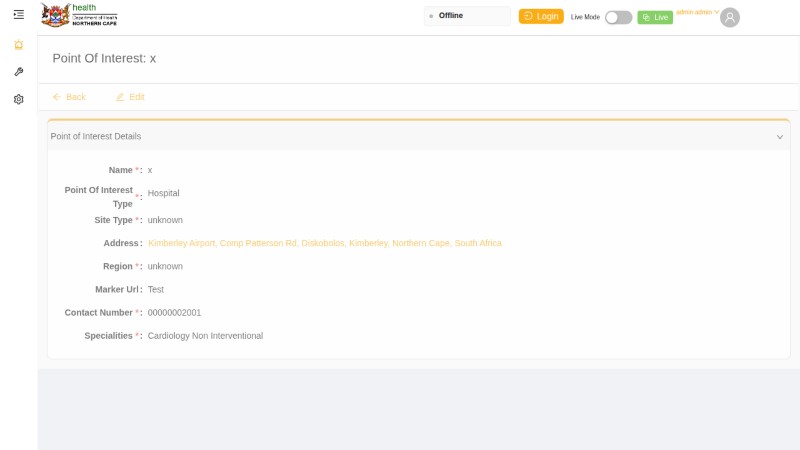 health
Department of Health
NORTHERN CAPE
Offline
Login
Live Mode
Live
admin admin
Point Of Interest: x
Back
Edit
Point of Interest Details
Name *: x
Point Of Interest Type *: Hospital
Site Type *: unknown
Address: Kimberley Airport, Comp Patterson Rd, Diskobolos, Kimberley, Northern Cape, South Africa
Region *: unknown
Marker Url: Test
Contact Number *: 00000002001
Specialities *: Cardiology Non Interventional